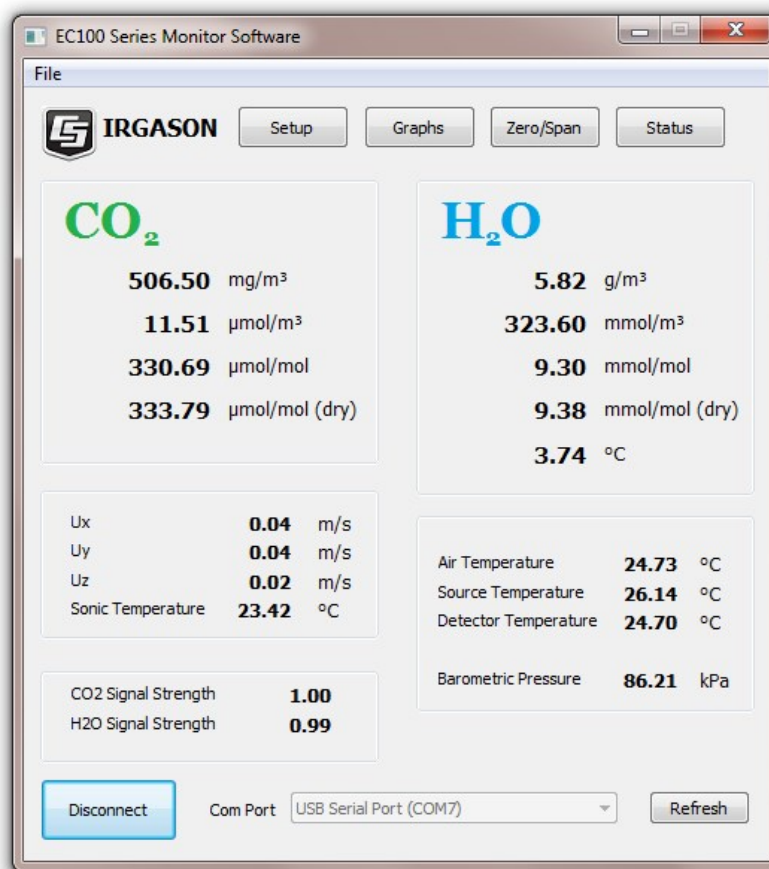 EC100 Series Monitor Software
File
IRGASON Setup Graphs Zero/Span Status
CO₂
506.50 mg/m³
11.51 µmol/m³
330.69 µmol/mol
333.79 µmol/mol (dry)
H₂O
5.82 g/m³
323.60 mmol/m³
9.30 mmol/mol
9.38 mmol/mol (dry)
3.74 °C
Ux 0.04 m/s
Uy 0.04 m/s
Uz 0.02 m/s
Sonic Temperature 23.42 °C
Air Temperature 24.73 °C
Source Temperature 26.14 °C
Detector Temperature 24.70 °C
Barometric Pressure 86.21 kPa
CO2 Signal Strength 1.00
H2O Signal Strength 0.99
Disconnect Com Port USB Serial Port (COM7) Refresh